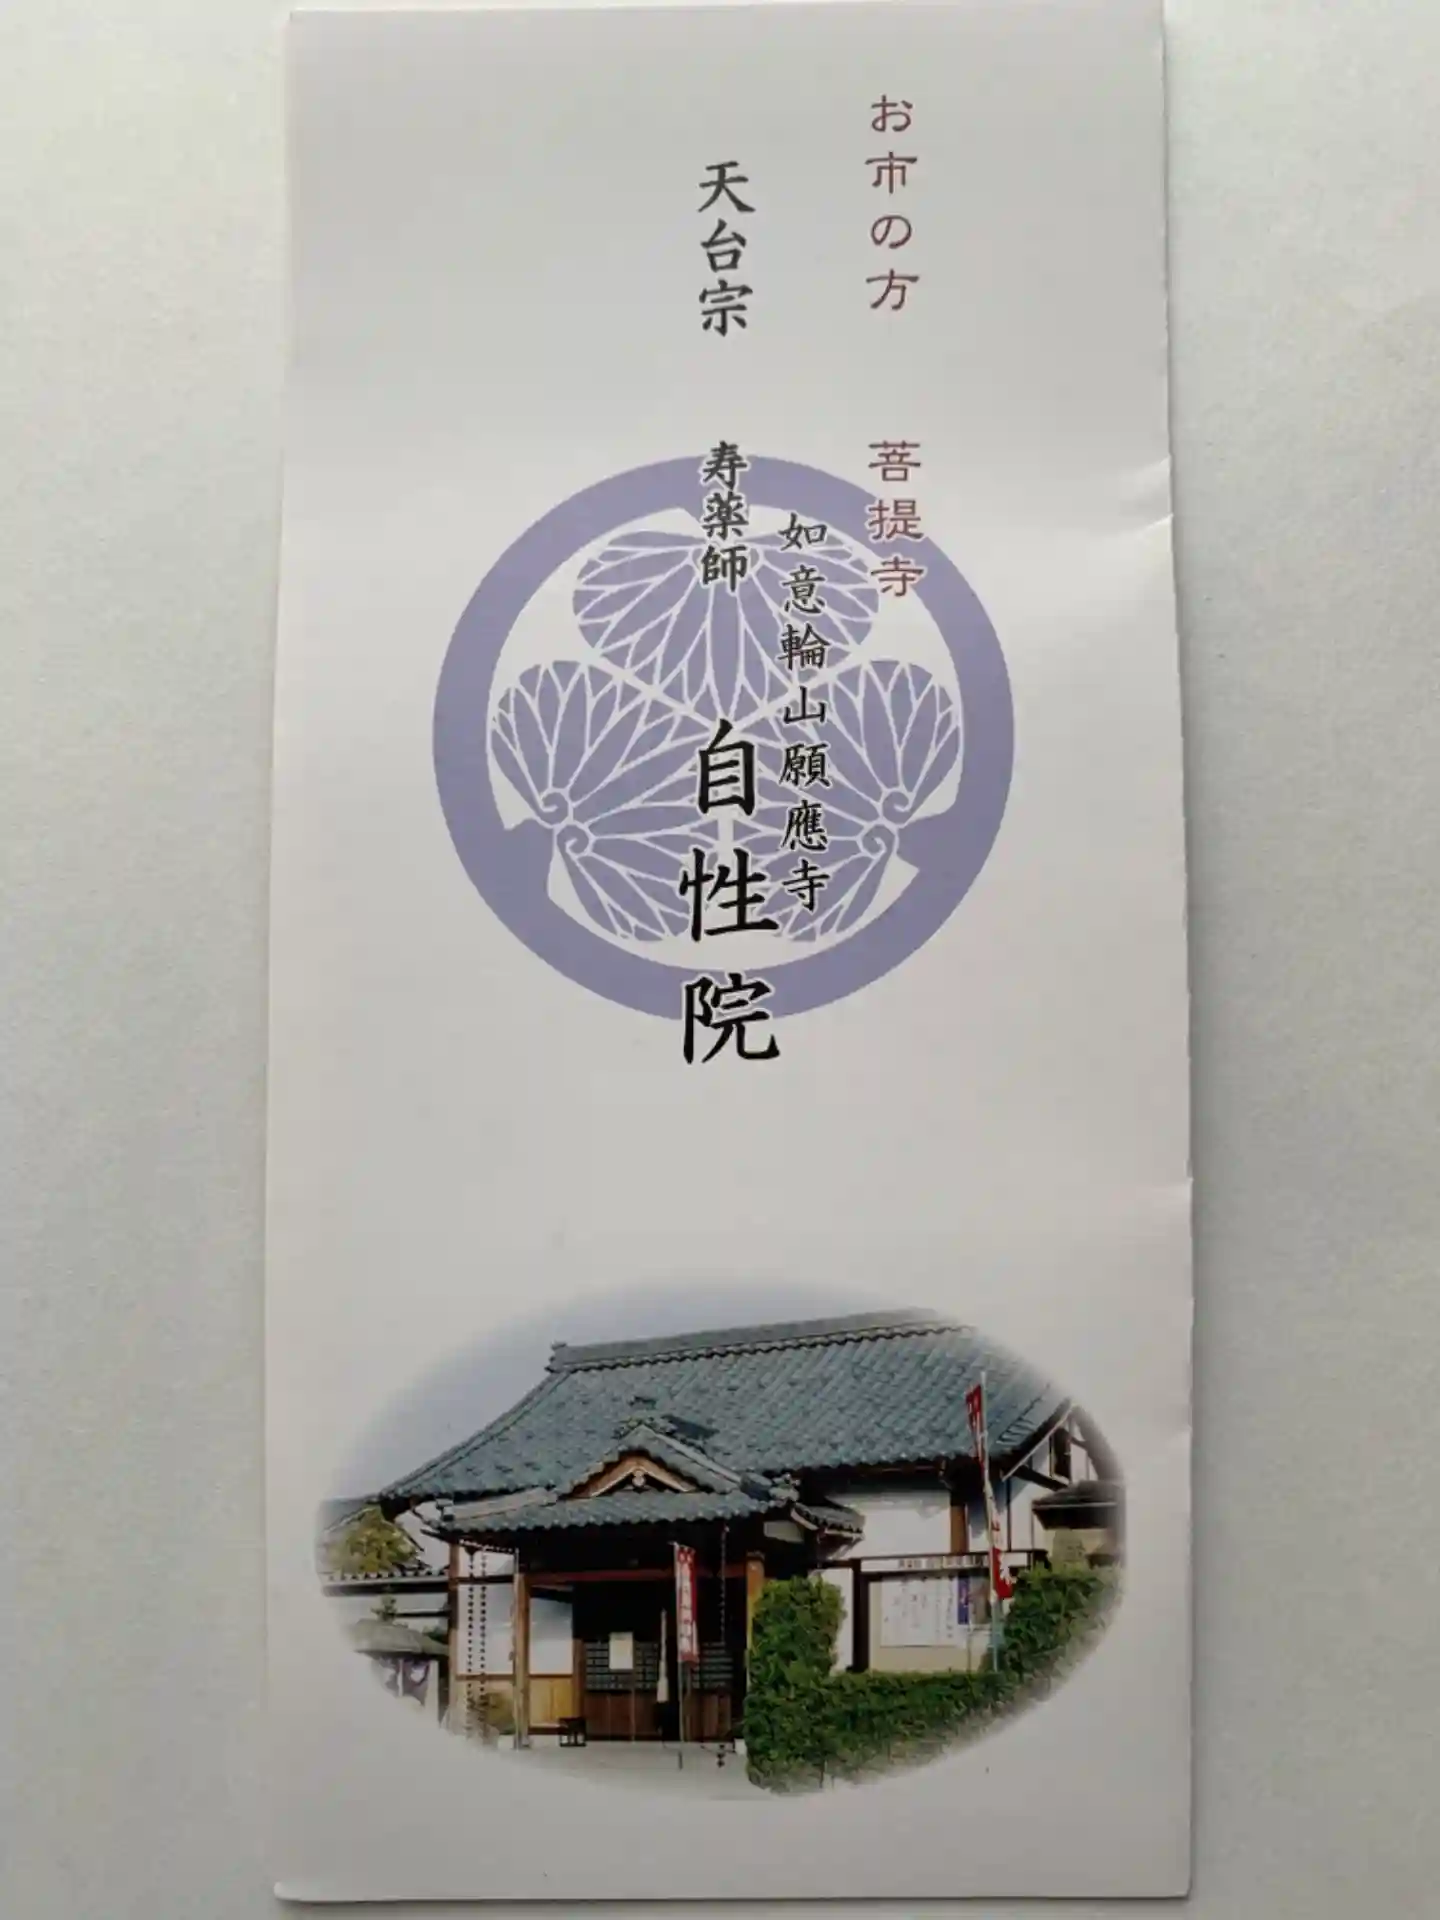 お市の方 菩提寺
如意輪山願應寺
天台宗 寿薬師 自性院